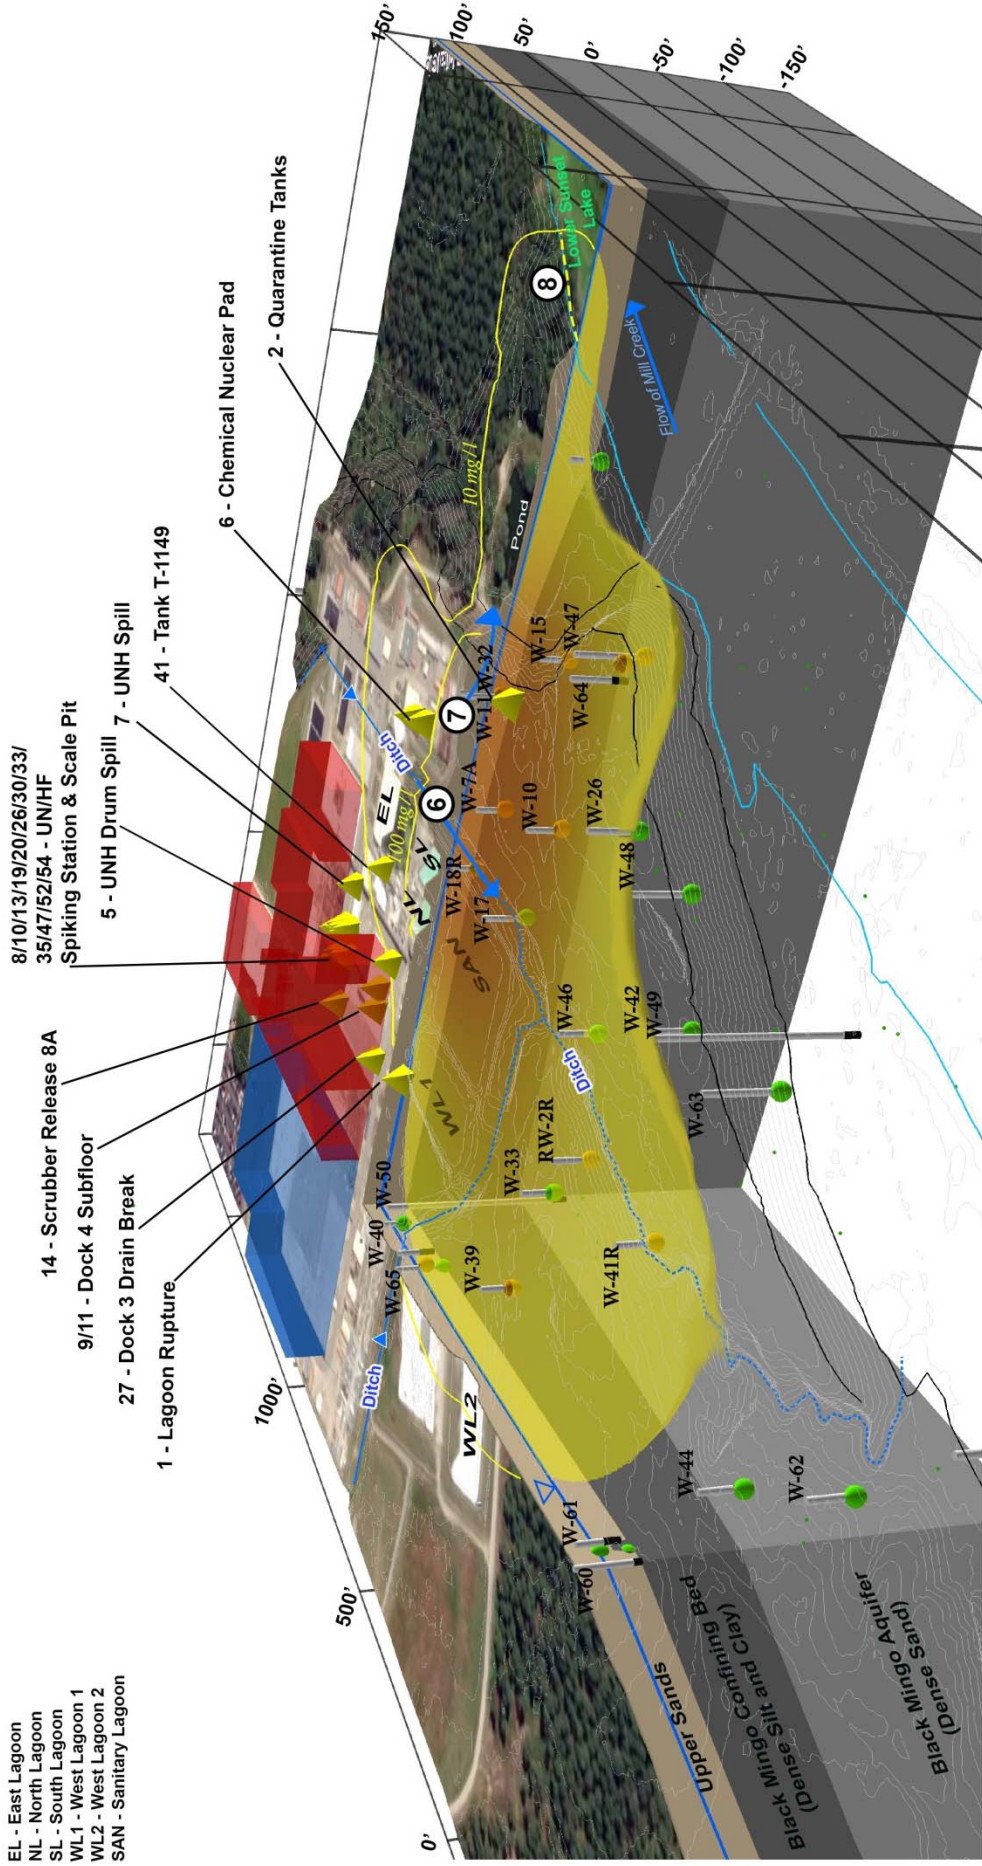 EL - East Lagoon
NL - North Lagoon
SL - South Lagoon
WL1 - West Lagoon 1
WL2 - West Lagoon 2
SAN - Sanitary Lagoon
8/10/13/19/20/26/30/33/
35/47/52/54 - UN/HF
Spiking Station & Scale Pit
14 - Scrubber Release 8A
9/11 - Dock 4 Subfloor
27 - Dock 3 Drain Break
1 - Lagoon Rupture
5 - UNH Drum Spill
7 - UNH Spill
41 - Tank T-1149
6 - Chemical Nuclear Pad
2 - Quarantine Tanks
0'
500'
1000'
150'
100'
50'
0'
-50'
-100'
-150'
Ditch
Ditch
Ditch
WL2
WL1
SAN
NL
SL
EL
100 mg/l
10 mg/l
6
7
8
Pond
Lower Sunset
Lake
Flow of Mill Creek
W-60
W-61
W-65
W-40
W-50
W-39
W-33
RW-2R
W-41R
W-46
W-42
W-49
W-63
W-17
W-18R
W-7A
W-10
W-26
W-48
W-11
W-32
W-15
W-47
W-64
W-44
W-62
Upper Sands
Black Mingo Confining Bed
(Dense Silt and Clay)
Black Mingo Aquifer
(Dense Sand)